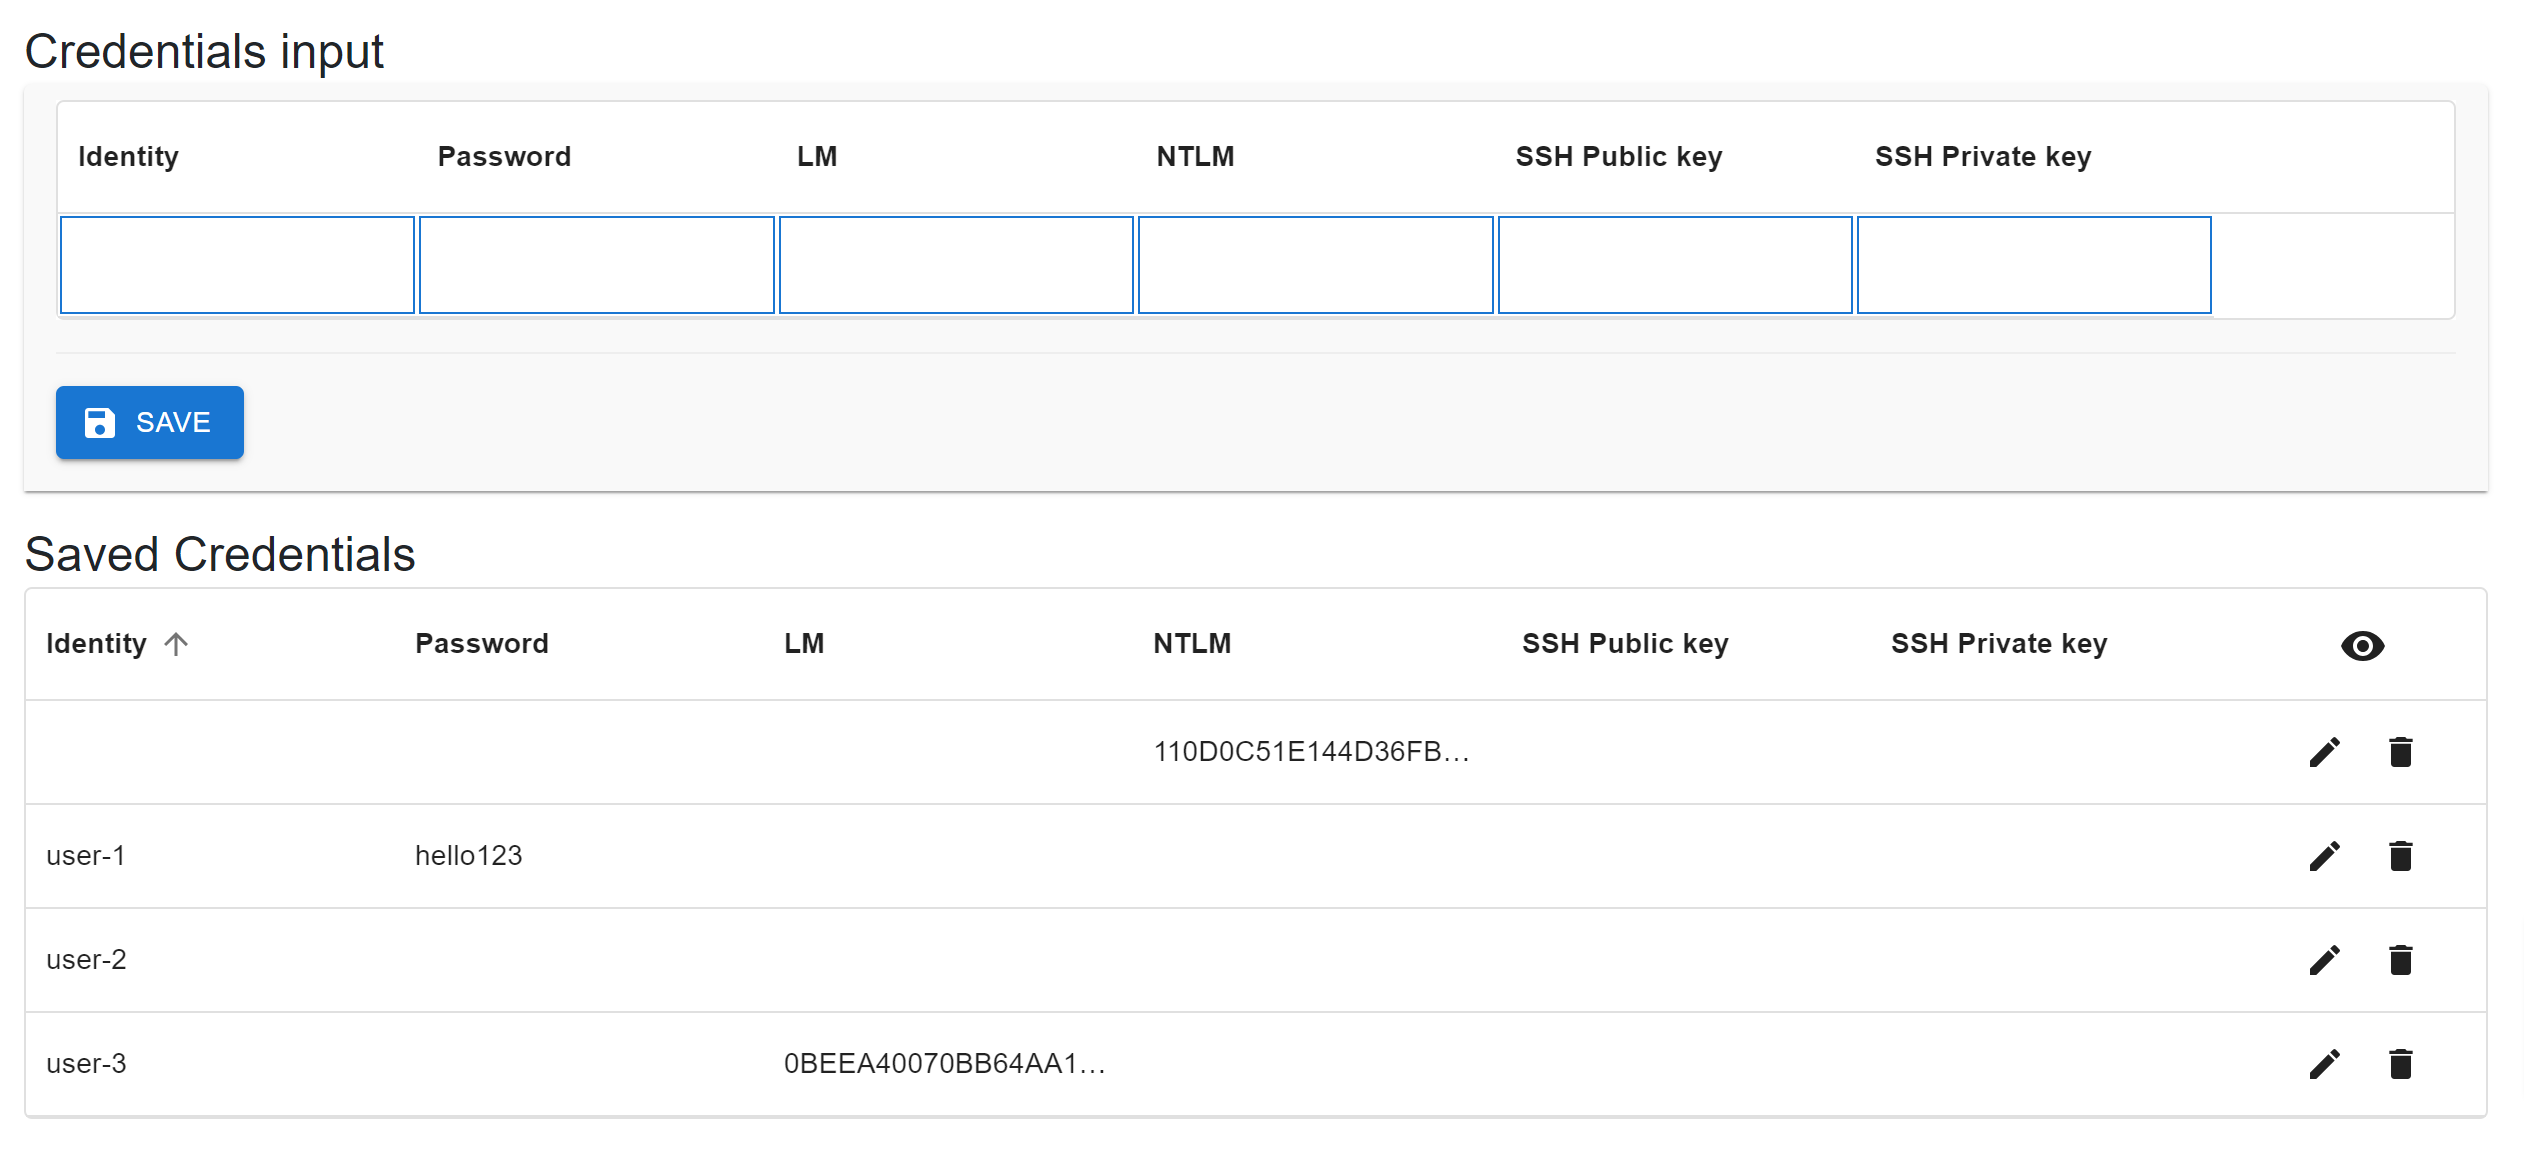 Credentials input
Identity Password LM NTLM SSH Public key SSH Private key
SAVE
Saved Credentials
Identity Password LM NTLM SSH Public key SSH Private key
110D0C51E144D36FB...
user-1 hello123
user-2
user-3 0BEEA40070BB64AA1...